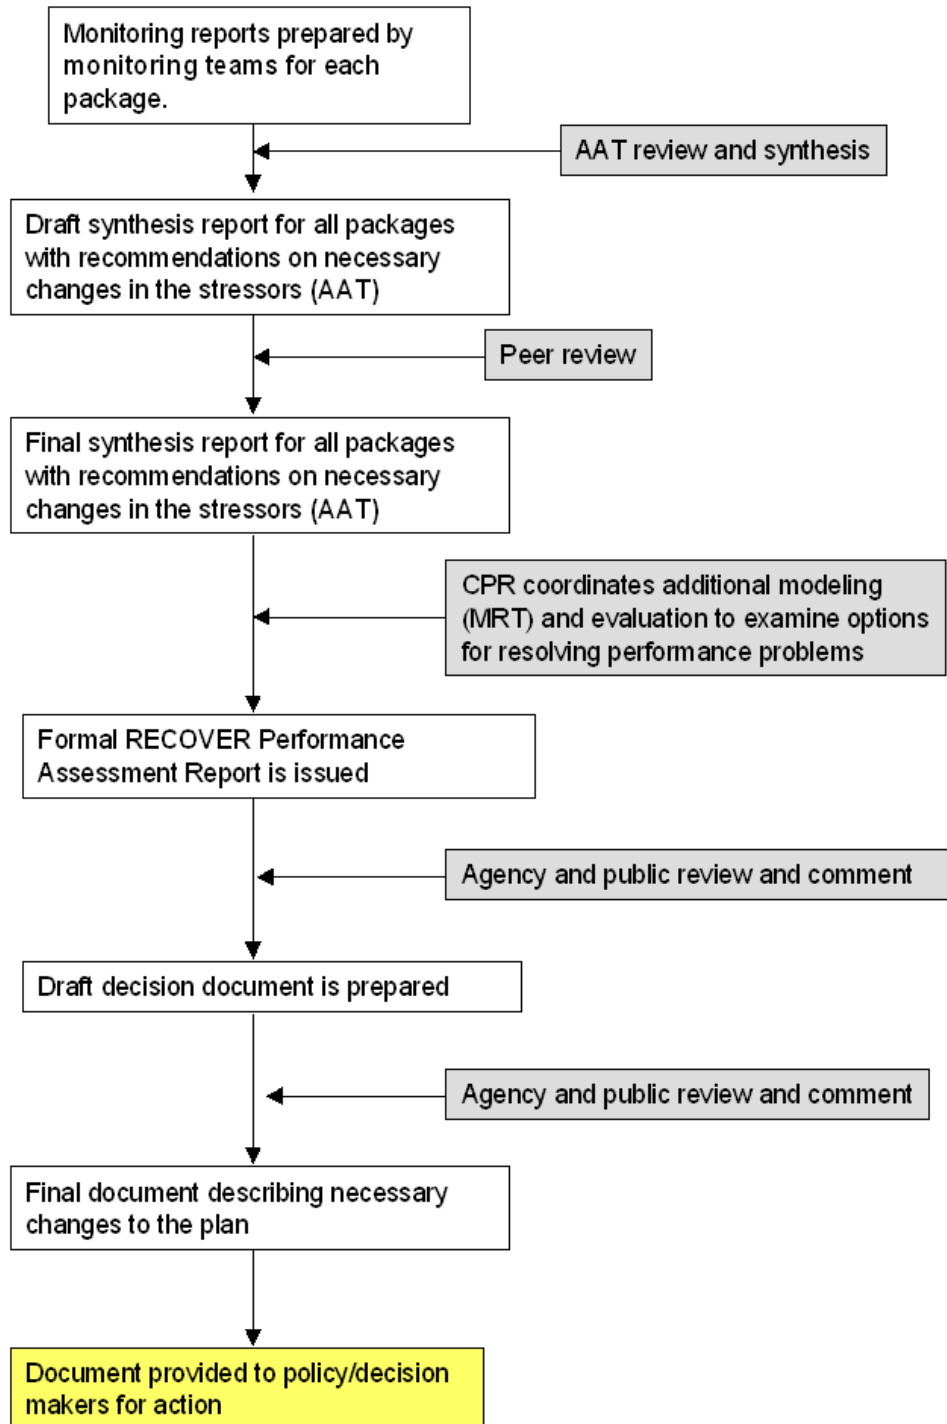 Monitoring reports prepared by
monitoring teams for each
package.
AAT review and synthesis
Draft synthesis report for all packages
with recommendations on necessary
changes in the stressors (AAT)
Peer review
Final synthesis report for all packages
with recommendations on necessary
changes in the stressors (AAT)
CPR coordinates additional modeling
(MRT) and evaluation to examine options
for resolving performance problems
Formal RECOVER Performance
Assessment Report is issued
Agency and public review and comment
Draft decision document is prepared
Agency and public review and comment
Final document describing necessary
changes to the plan
Document provided to policy/decision
makers for action